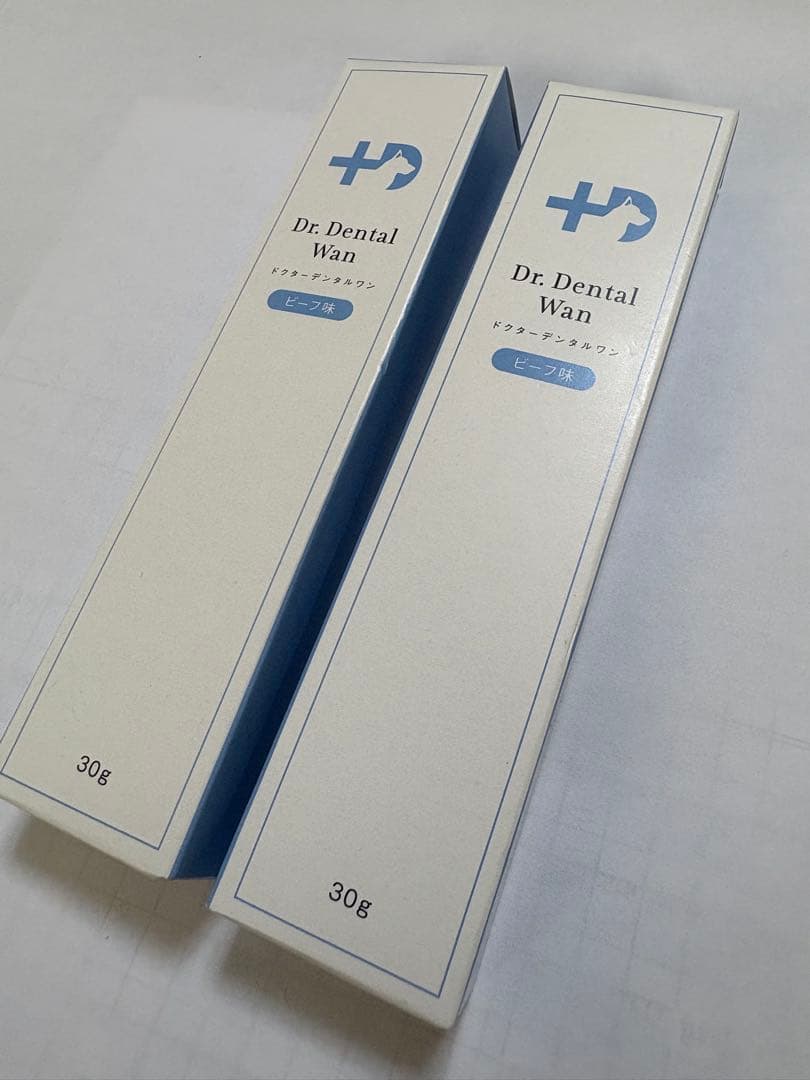 Dr. Dental
Wan
ドクターデンタルワン
ビーフ味
30g
Dr. Dental
Wan
ドクターデンタルワン
ビーフ味
30g